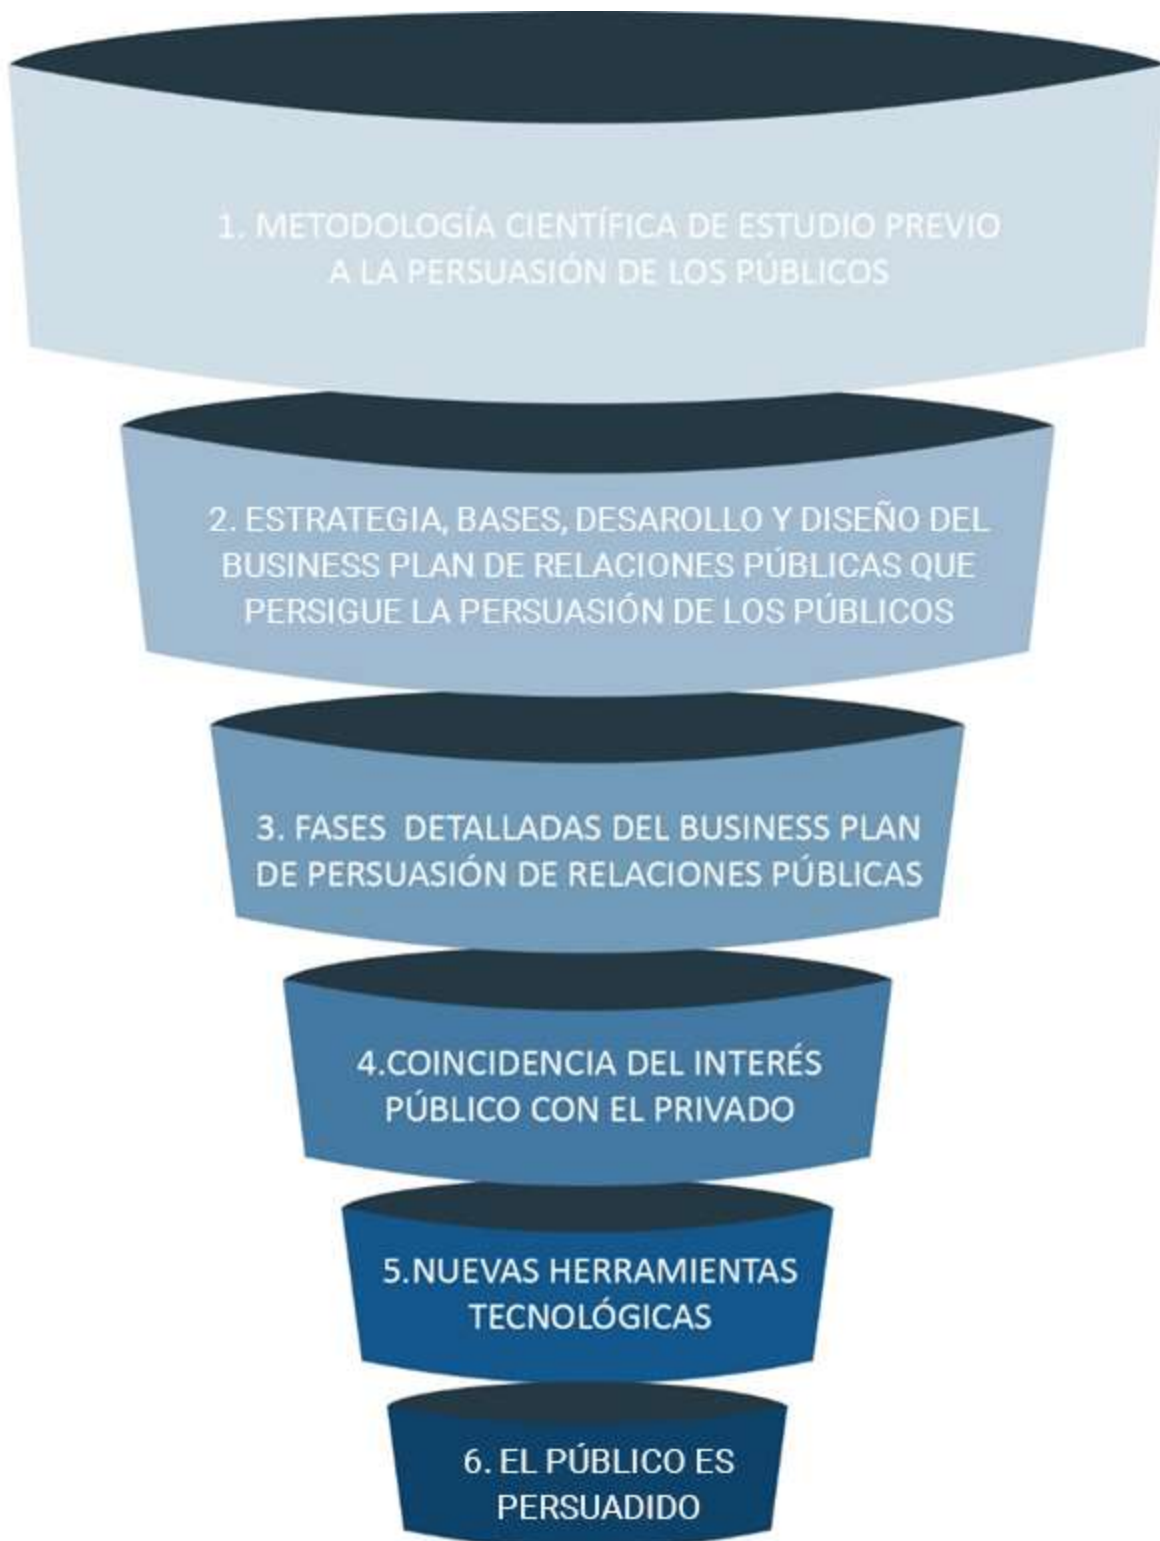 1. METODOLOGÍA CIENTÍFICA DE ESTUDIO PREVIO
A LA PERSUASIÓN DE LOS PÚBLICOS
2. ESTRATEGIA, BASES, DESAROLLO Y DISEÑO DEL
BUSINESS PLAN DE RELACIONES PÚBLICAS QUE
PERSIGUE LA PERSUASIÓN DE LOS PÚBLICOS
3. FASES DETALLADAS DEL BUSINESS PLAN
DE PERSUASIÓN DE RELACIONES PÚBLICAS
4.COINCIDENCIA DEL INTERÉS
PÚBLICO CON EL PRIVADO
5.NUEVAS HERRAMIENTAS
TECNOLÓGICAS
6. EL PÚBLICO ES
PERSUADIDO